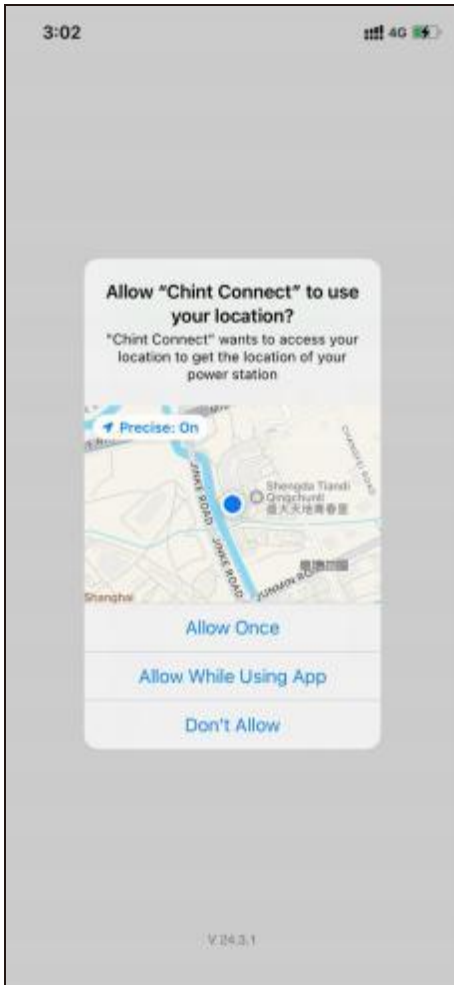 3:02
4G
Allow "Chint Connect" to use
your location?
"Chint Connect" wants to access your
location to get the location of your
power station
Precise: On
Shengda Tiandi
Qingchunli
盛大天地青春里
JINKE ROAD
JINKE ROAD
JUNMIN RO
Shanghai
Allow Once
Allow While Using App
Don't Allow
V 24.3.1